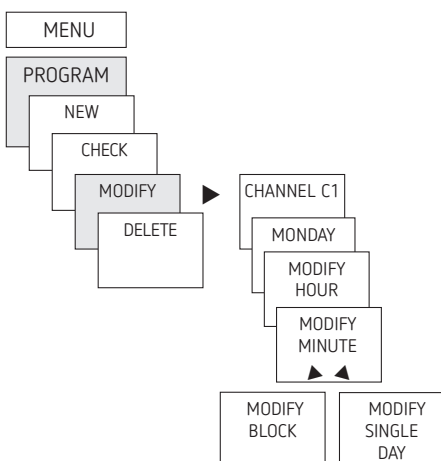 MENU
PROGRAM
NEW
CHECK
MODIFY
DELETE
CHANNEL C1
MONDAY
MODIFY
HOUR
MODIFY
MINUTE
MODIFY
BLOCK
MODIFY
SINGLE
DAY